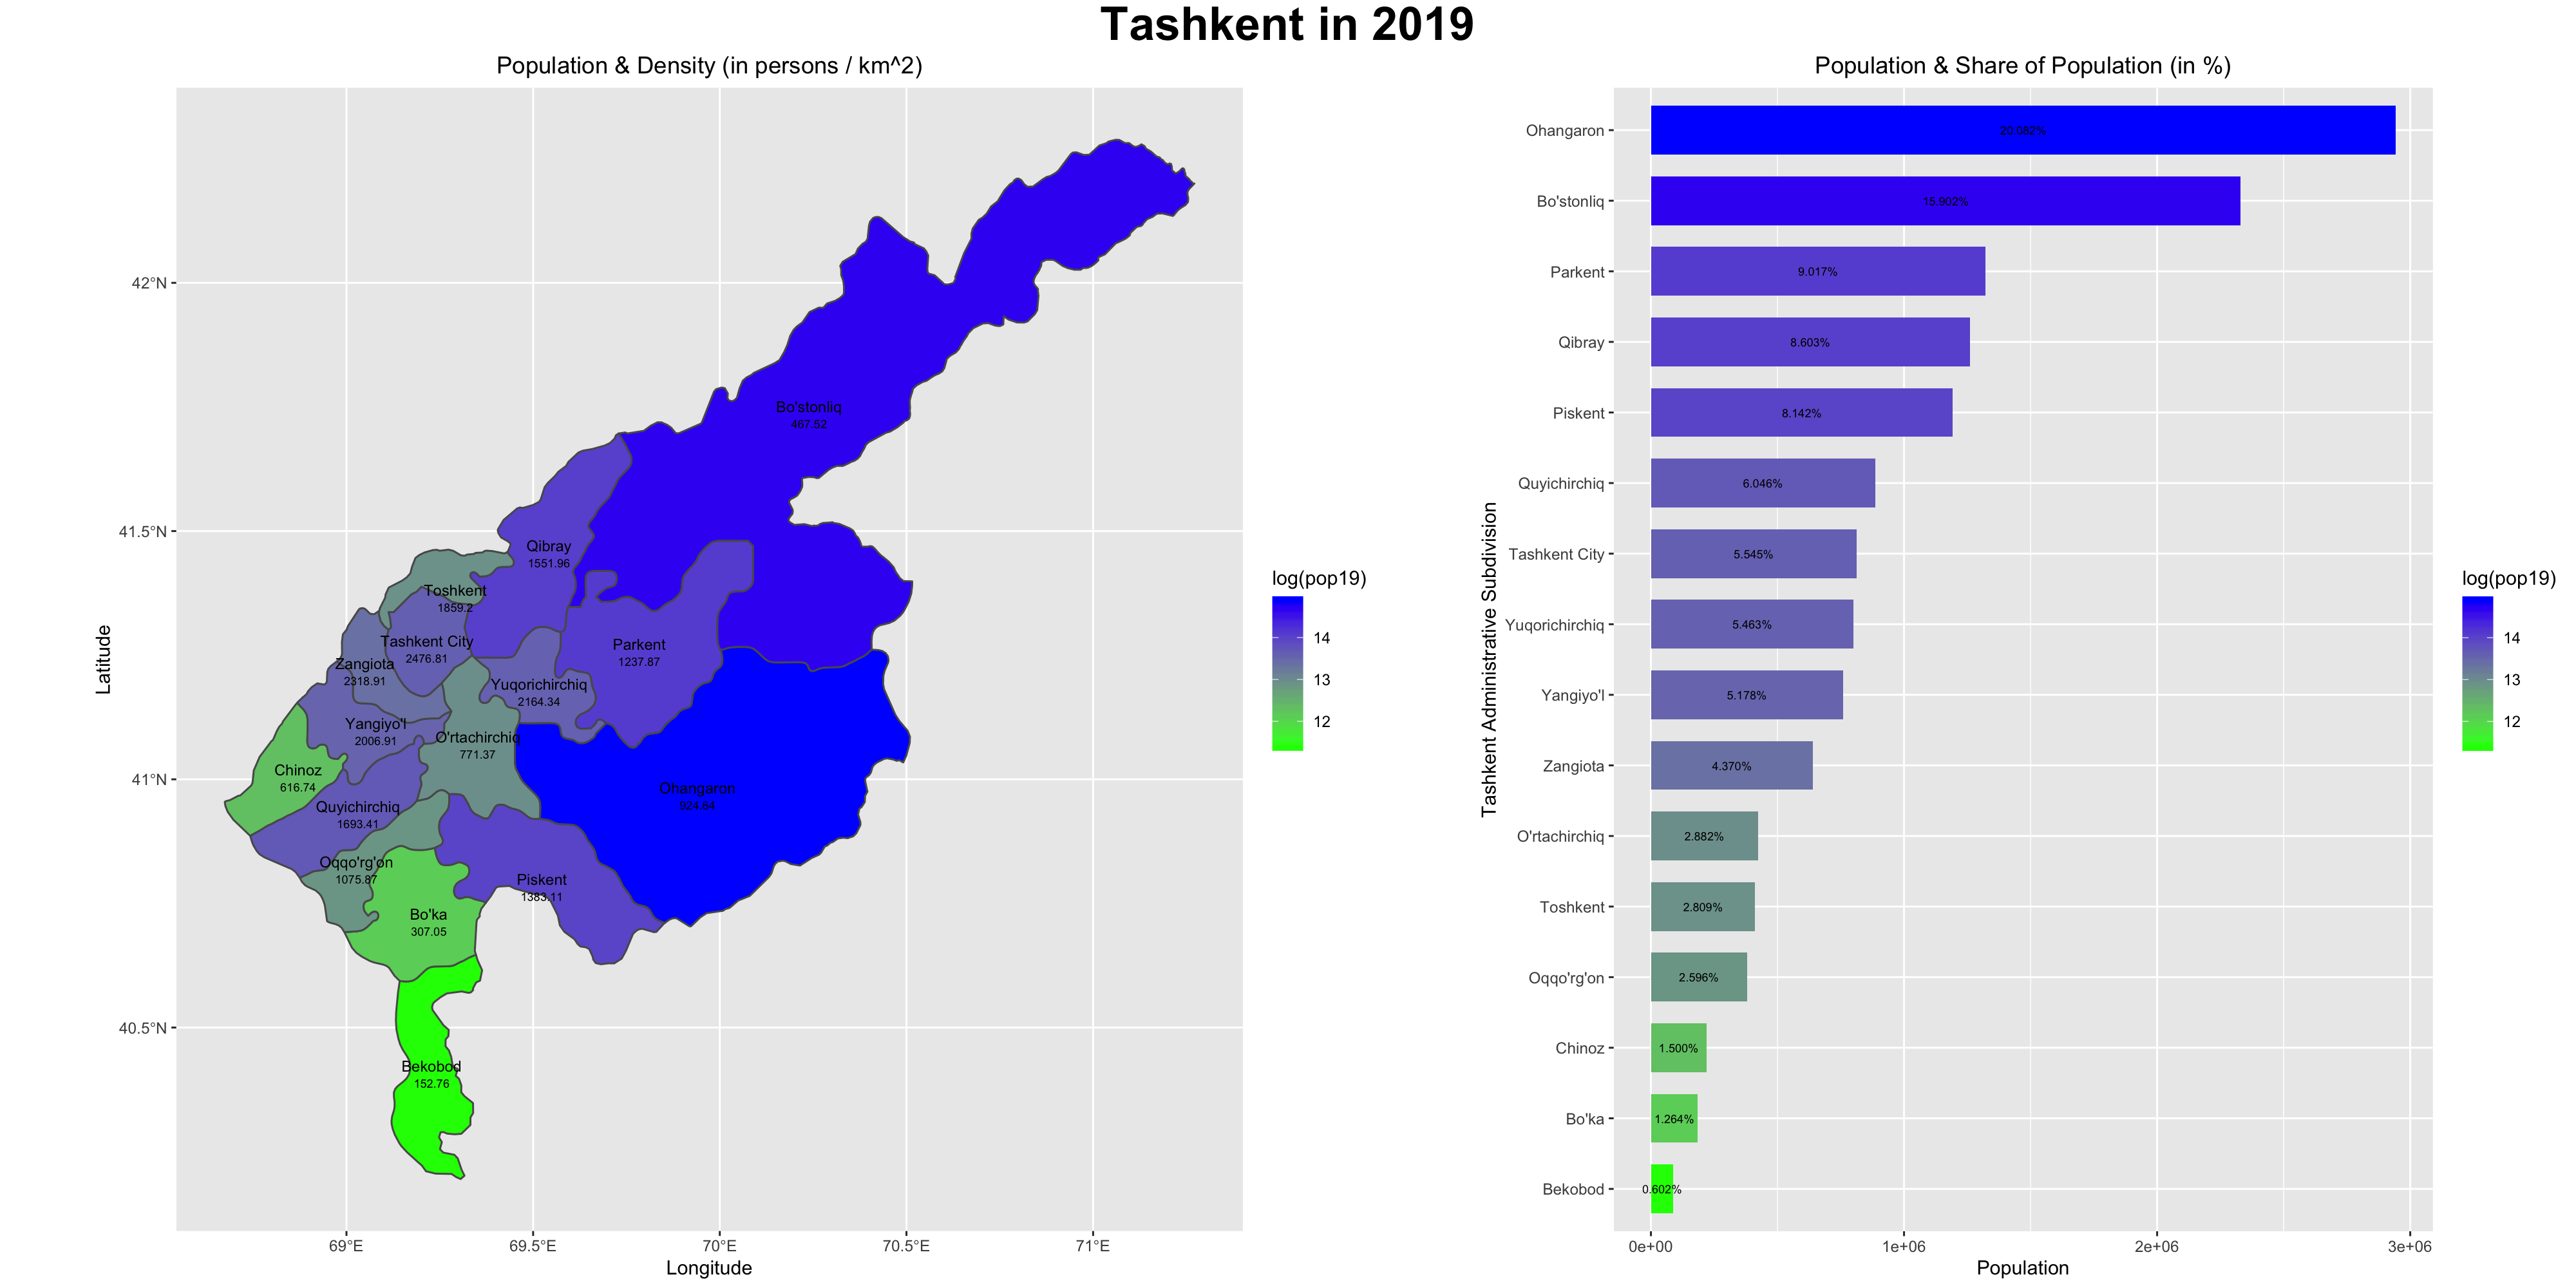 Tashkent in 2019
Population & Density (in persons / km^2)
42°N
41.5°N
41°N
40.5°N
Latitude
69°E
69.5°E
70°E
70.5°E
71°E
Longitude
Bo'stonliq
467.52
Qibray
1551.96
Toshkent
1859.2
Tashkent City
2476.81
Parkent
1237.87
Zangiota
2318.91
Yuqorichirchiq
2164.34
Yangiyo'l
2006.91
O'rtachirchiq
771.37
Chinoz
616.74
Ohangaron
924.64
Quyichirchiq
1693.41
Oqqo'rg'on
1075.87
Piskent
1383.11
Bo'ka
307.05
Bekobod
152.76
log(pop19)
14
13
12
Population & Share of Population (in %)
Tashkent Administrative Subdivision
Ohangaron
20.082%
Bo'stonliq
15.902%
Parkent
9.017%
Qibray
8.603%
Piskent
8.142%
Quyichirchiq
6.046%
Tashkent City
5.545%
Yuqorichirchiq
5.463%
Yangiyo'l
5.178%
Zangiota
4.370%
O'rtachirchiq
2.882%
Toshkent
2.809%
Oqqo'rg'on
2.596%
Chinoz
1.500%
Bo'ka
1.264%
Bekobod
0.602%
0e+00
1e+06
2e+06
3e+06
Population
log(pop19)
14
13
12